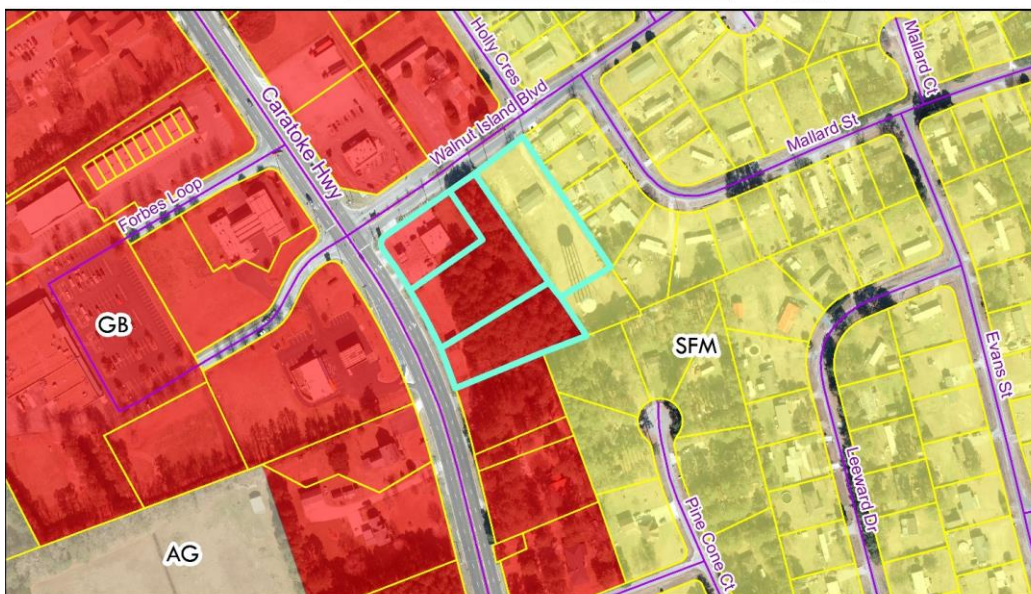 Holly Cres
Mallard Ct
Caratoke Hwy
Walnut Island Blvd
Mallard St
Forbes Loop
GB
SFM
Evans St
Leeward Dr
Pine Cone Ct
AG